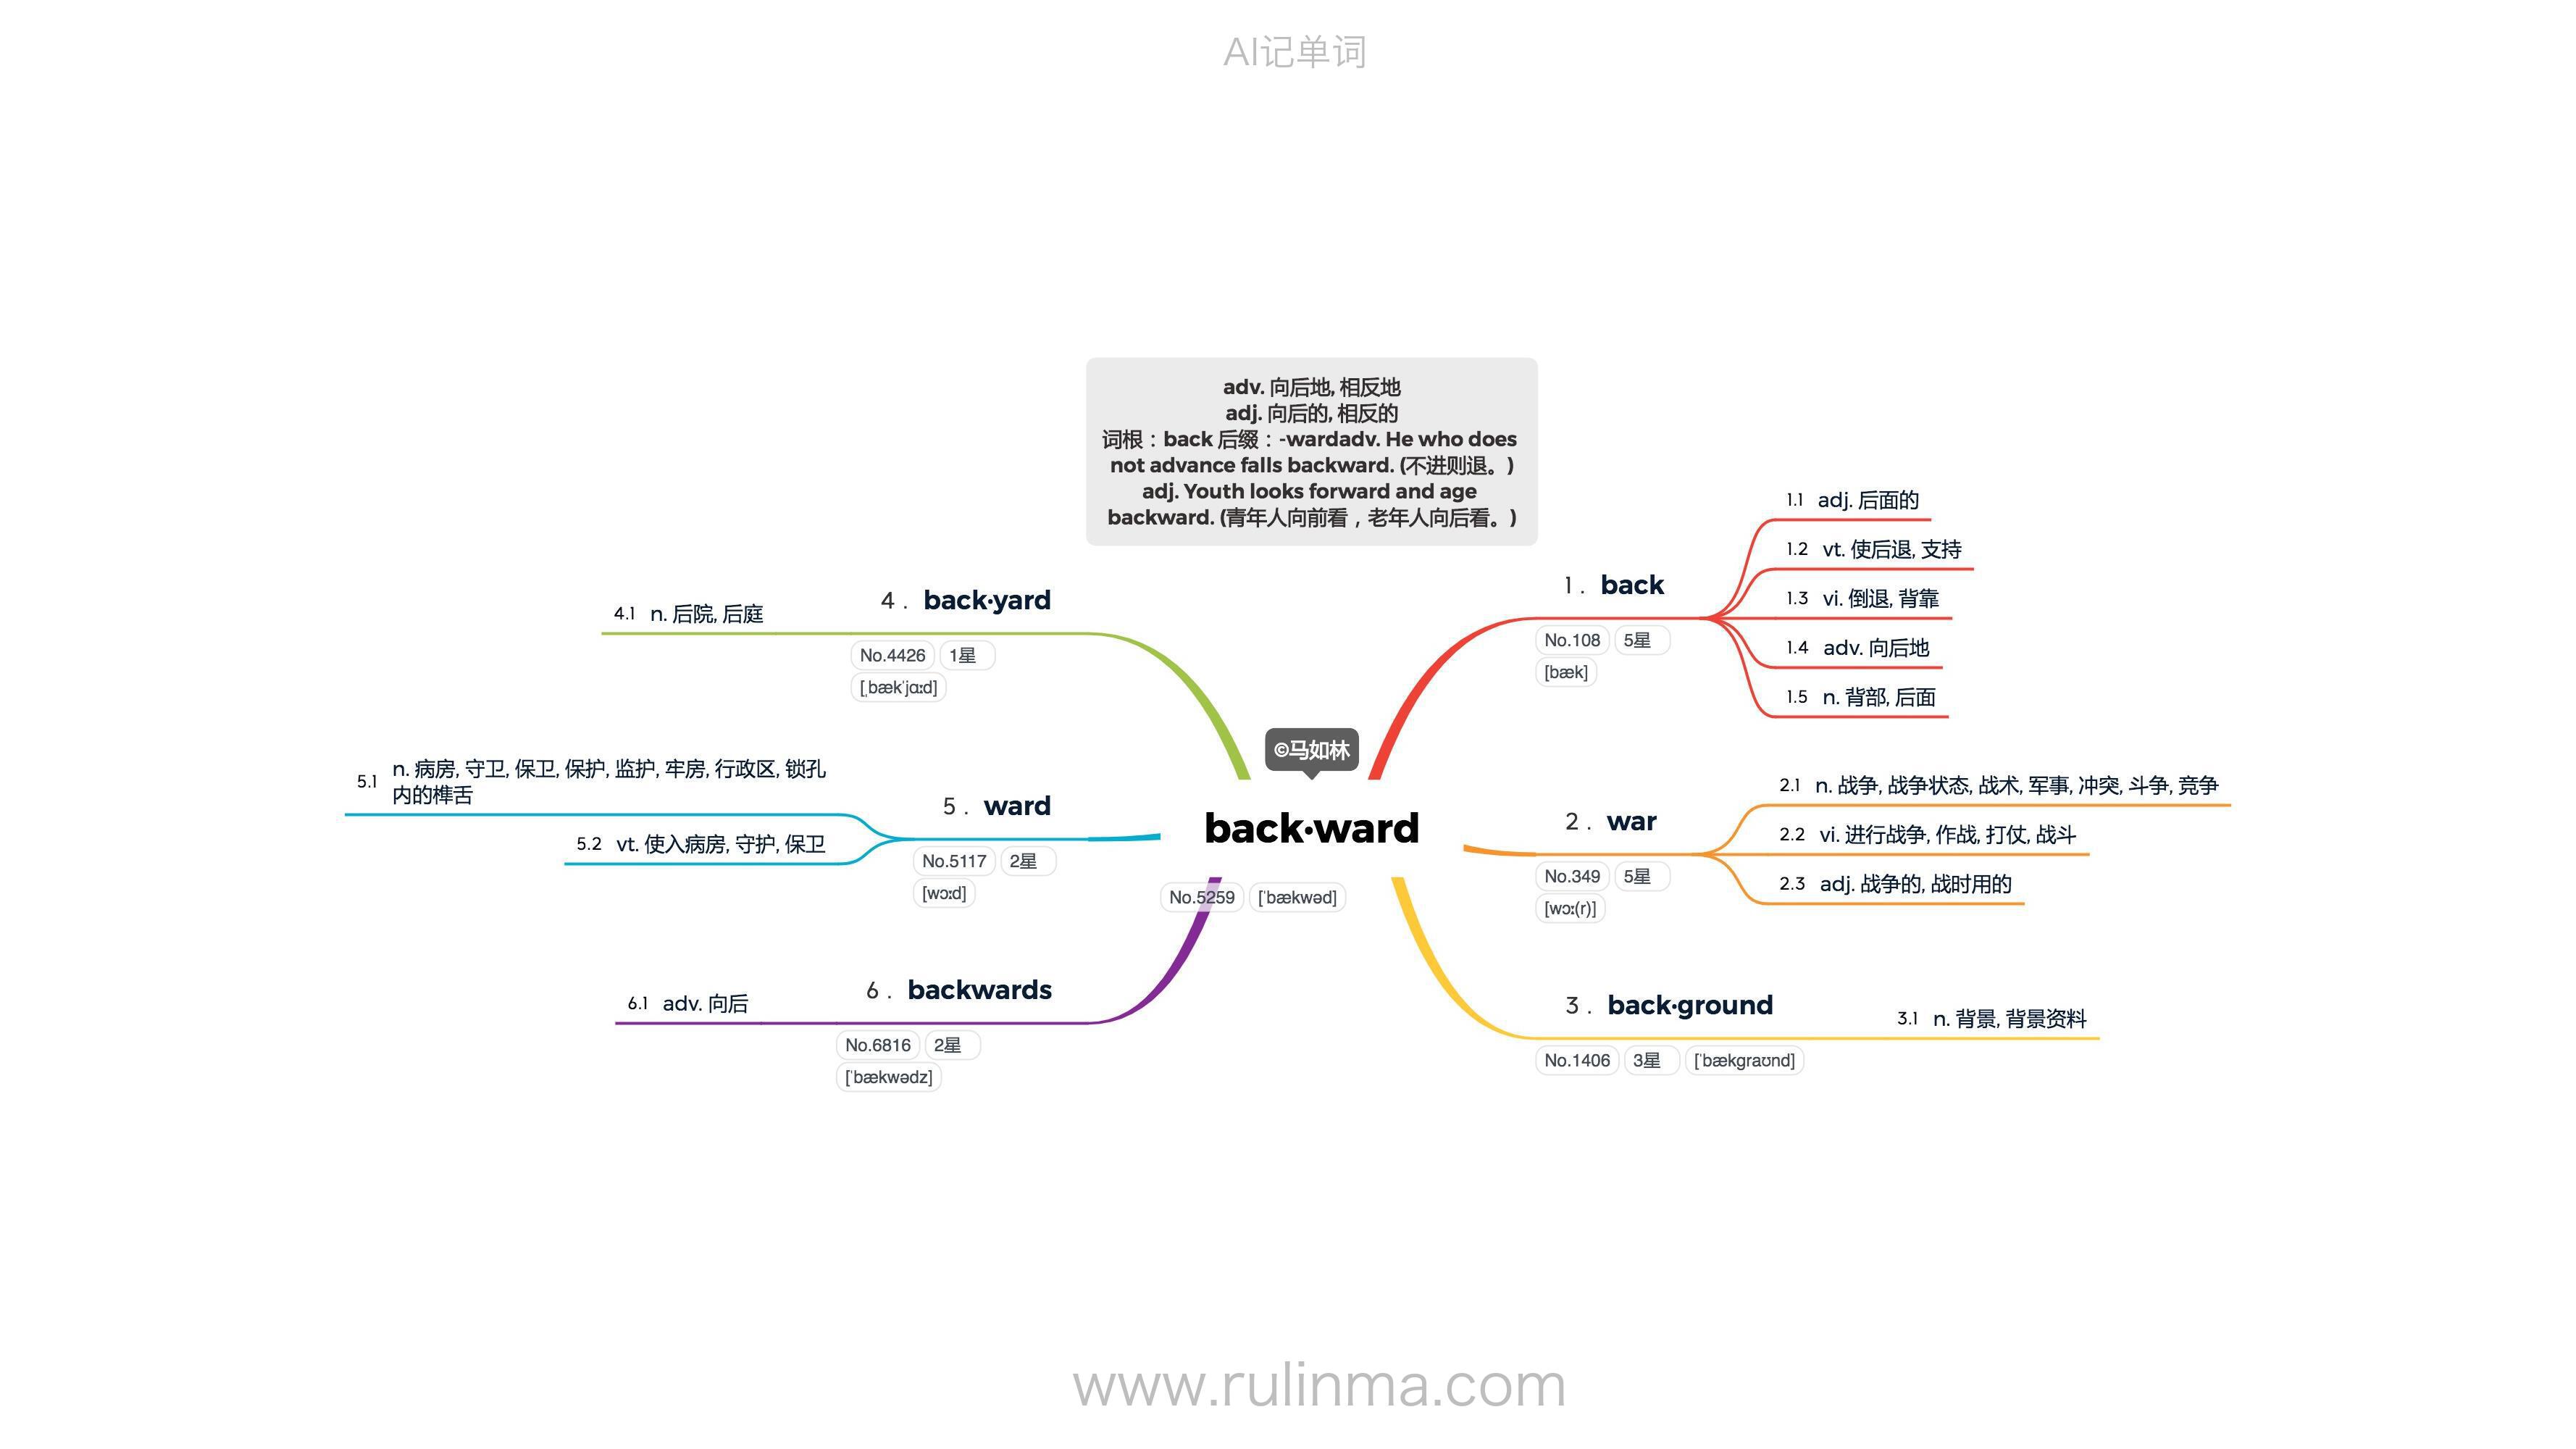 AI记单词
adv. 向后地, 相反地
adj. 向后的, 相反的
词根：back 后缀：-wardadv. He who does
not advance falls backward. (不进则退。)
adj. Youth looks forward and age
backward. (青年人向前看，老年人向后看。)
©马如林
back·ward
No.5259 [ˈbækwəd]
1. back
No.108 5星
[bæk]
1.1 adj. 后面的
1.2 vt. 使后退, 支持
1.3 vi. 倒退, 背靠
1.4 adv. 向后地
1.5 n. 背部, 后面
2. war
No.349 5星
[wɔː(r)]
2.1 n. 战争, 战争状态, 战术, 军事, 冲突, 斗争, 竞争
2.2 vi. 进行战争, 作战, 打仗, 战斗
2.3 adj. 战争的, 战时用的
3. back·ground
No.1406 3星 [ˈbækgraʊnd]
3.1 n. 背景, 背景资料
4. back·yard
No.4426 1星
[ˌbækˈjɑːd]
4.1 n. 后院, 后庭
5. ward
No.5117 2星
[wɔːd]
5.1 n. 病房, 守卫, 保卫, 保护, 监护, 牢房, 行政区, 锁孔
内的榫舌
5.2 vt. 使入病房, 守护, 保卫
6. backwards
No.6816 2星
[ˈbækwədz]
6.1 adv. 向后
www.rulinma.com